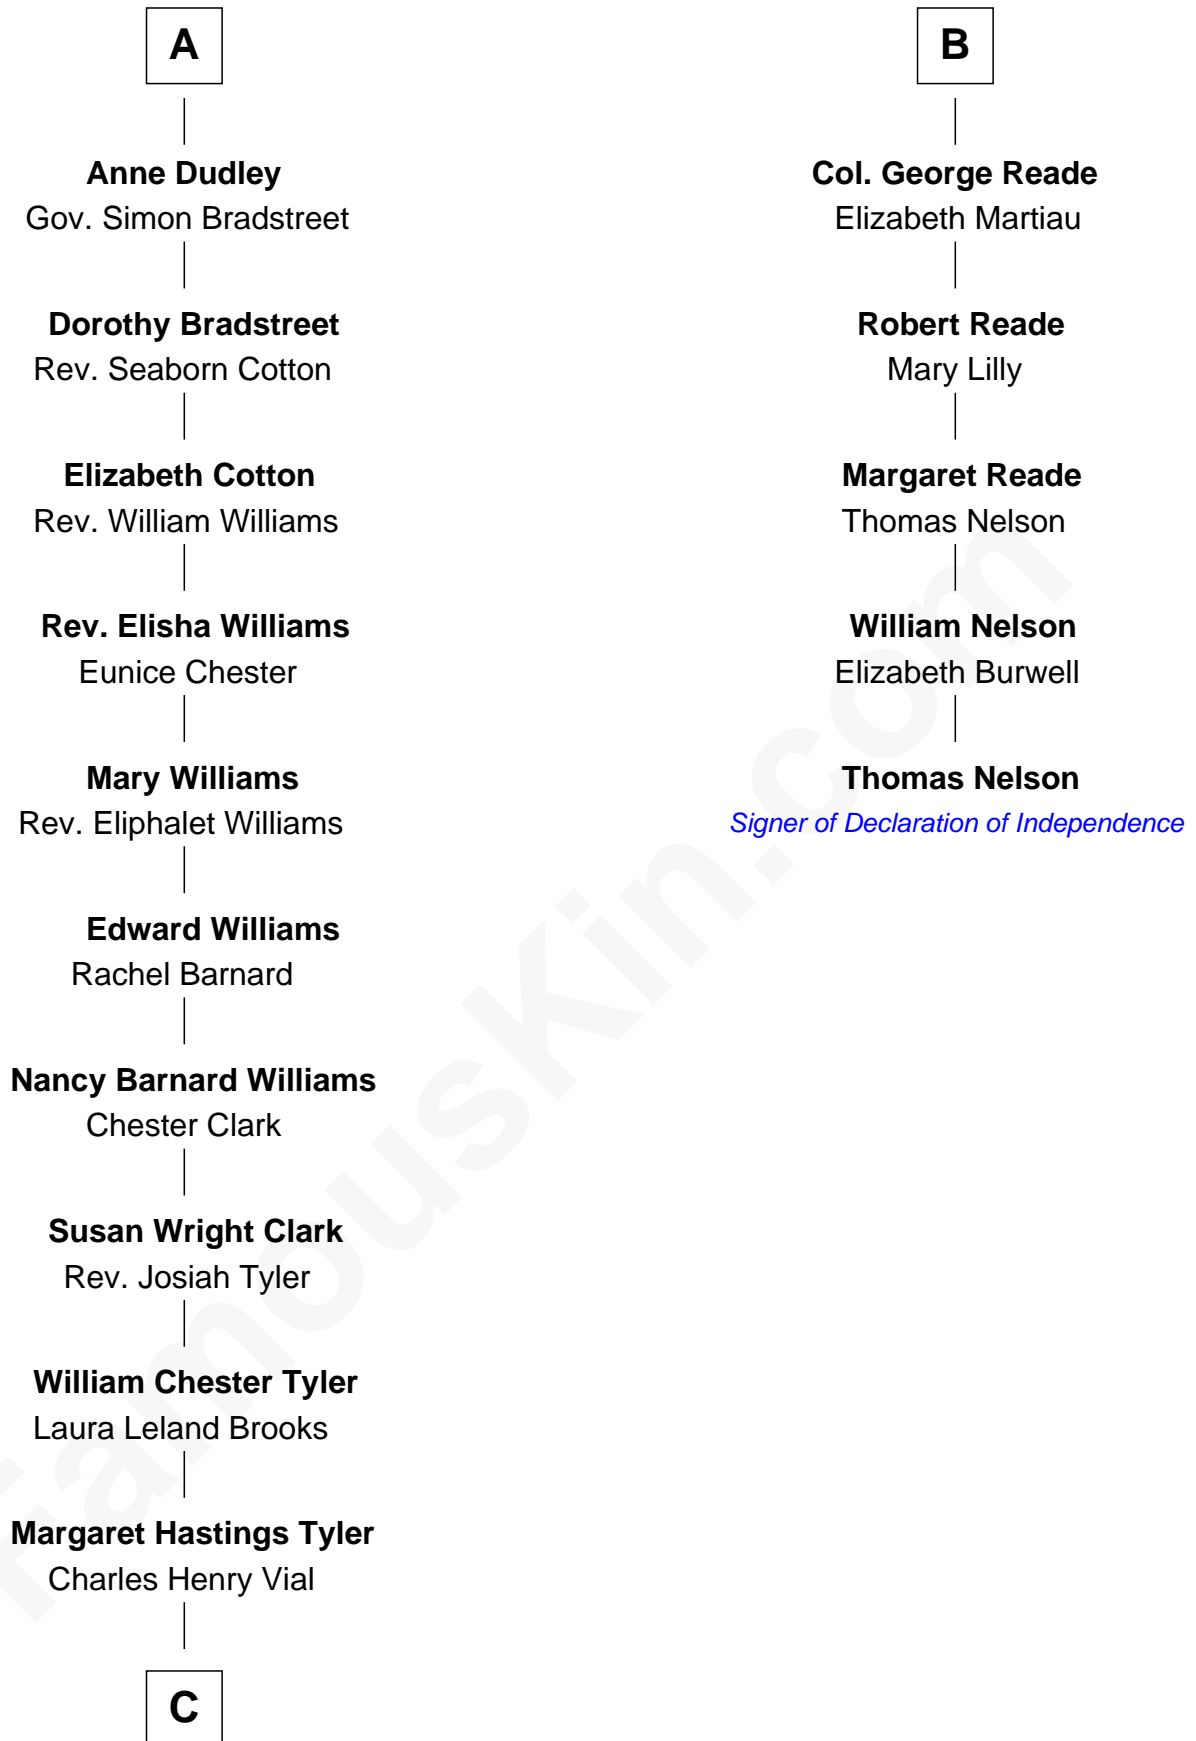 A
Anne Dudley
Gov. Simon Bradstreet
Dorothy Bradstreet
Rev. Seaborn Cotton
Elizabeth Cotton
Rev. William Williams
Rev. Elisha Williams
Eunice Chester
Mary Williams
Rev. Eliphalet Williams
Edward Williams
Rachel Barnard
Nancy Barnard Williams
Chester Clark
Susan Wright Clark
Rev. Josiah Tyler
William Chester Tyler
Laura Leland Brooks
Margaret Hastings Tyler
Charles Henry Vial
C
B
Col. George Reade
Elizabeth Martiau
Robert Reade
Mary Lilly
Margaret Reade
Thomas Nelson
William Nelson
Elizabeth Burwell
Thomas Nelson
Signer of Declaration of Independence
FamousKin.com